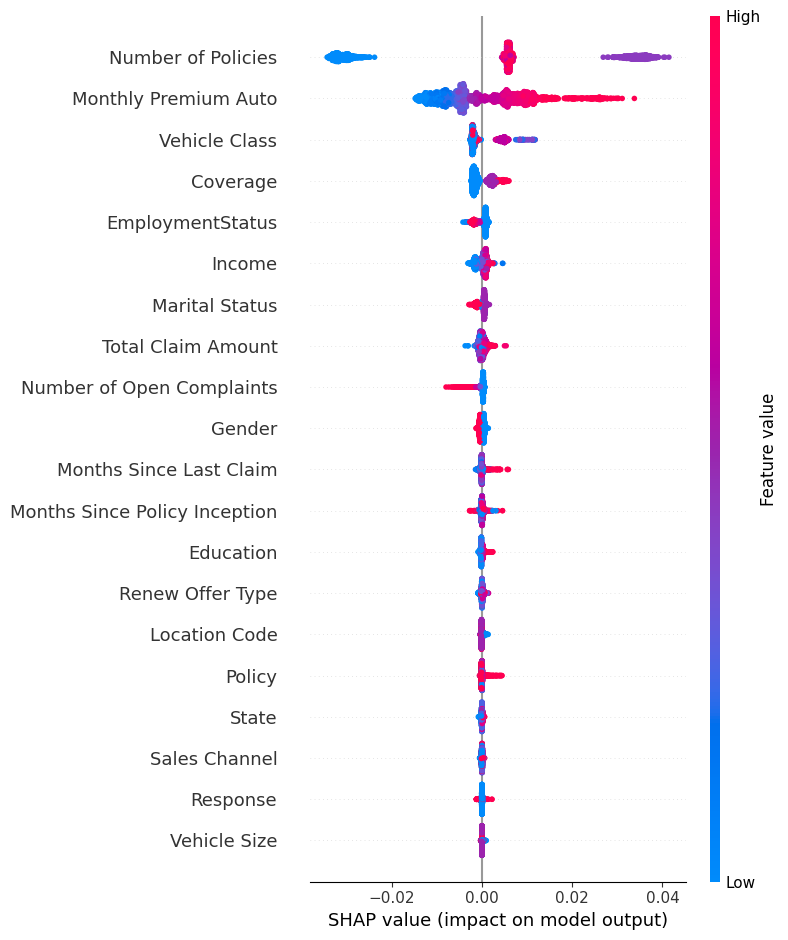 High
Number of Policies
Monthly Premium Auto
Vehicle Class
Coverage
EmploymentStatus
Income
Marital Status
Total Claim Amount
Number of Open Complaints
Gender
Months Since Last Claim
Months Since Policy Inception
Education
Renew Offer Type
Location Code
Policy
State
Sales Channel
Response
Vehicle Size
Feature value
Low
−0.02 0.00 0.02 0.04
SHAP value (impact on model output)